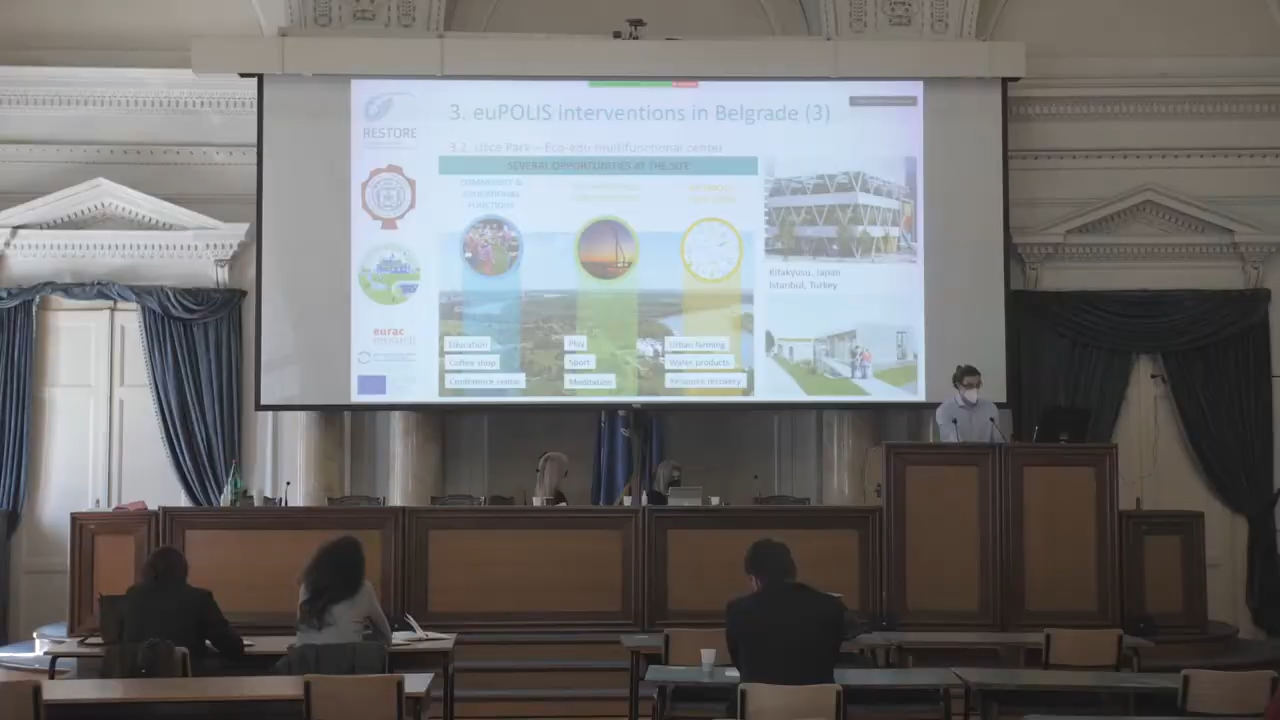 3. euPOLIS interventions in Belgrade (3)
RESTORE
3.2. Usce Park – Eco-edu multifunctional center
SEVERAL OPPORTUNITIES AT THE SITE
COMMUNITY &
EDUCATIONAL
FUNCTIONS
Kitakyusu, Japan
Istanbul, Turkey
eurac
research
Education
Play
Urban farming
Coffee shop
Sport
Water products
Conference center
Meditation
Resource recovery